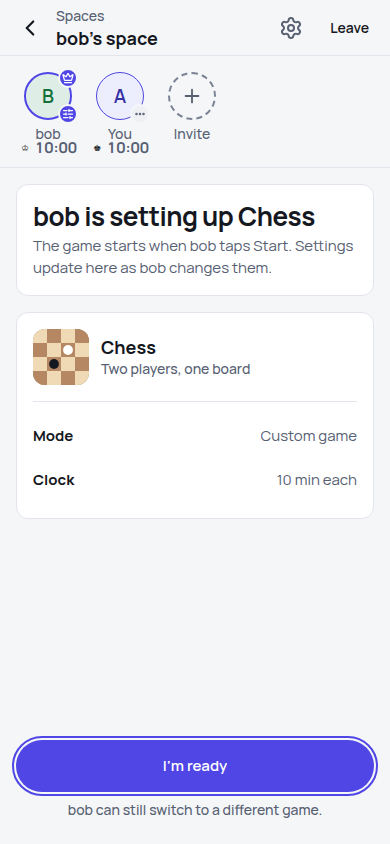 Spaces
bob's space
Leave
B
A
bob
You
Invite
10:00
10:00
bob is setting up Chess
The game starts when bob taps Start. Settings
update here as bob changes them.
Chess
Two players, one board
Mode
Custom game
Clock
10 min each
I'm ready
bob can still switch to a different game.